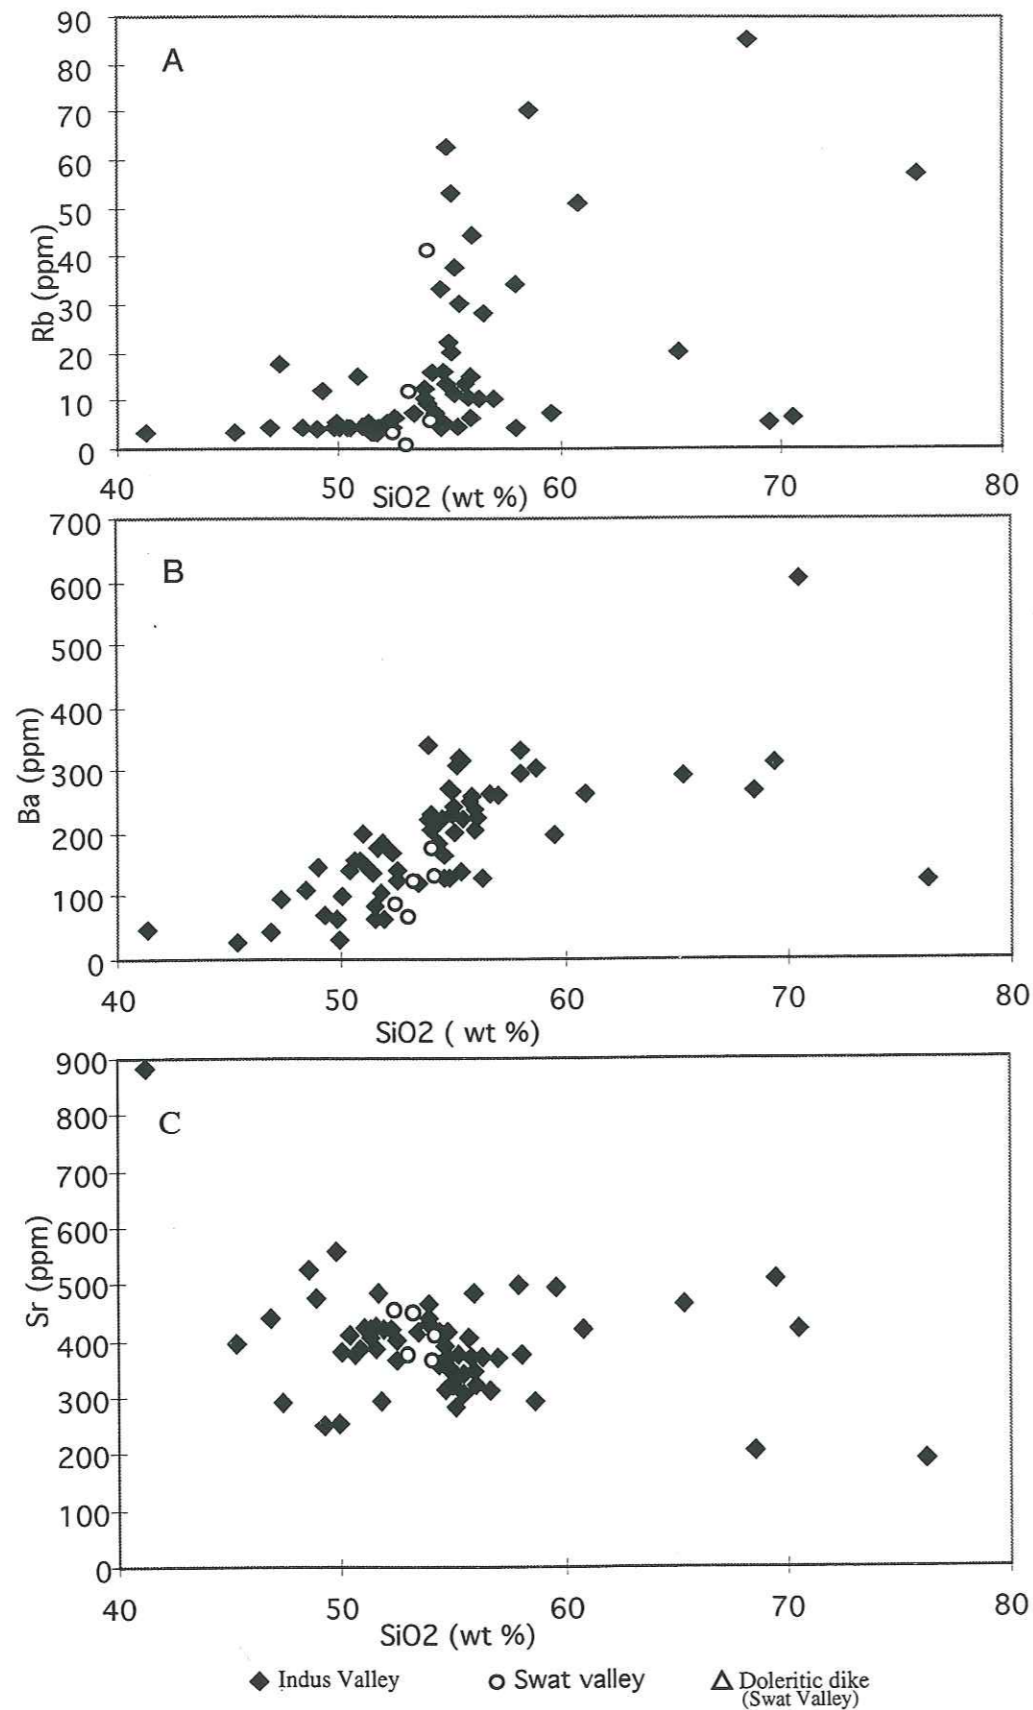 90
80
70
60
50
40
30
20
10
0
A
Rb (ppm)
40 50 60 70 80
SiO2 (wt %)
700
600
500
400
300
200
100
0
B
Ba (ppm)
40 50 60 70 80
SiO2 ( wt %)
900
800
700
600
500
400
300
200
100
0
C
Sr (ppm)
40 50 60 70 80
SiO2 (wt %)
Indus Valley Swat valley Doleritic dike
(Swat Valley)